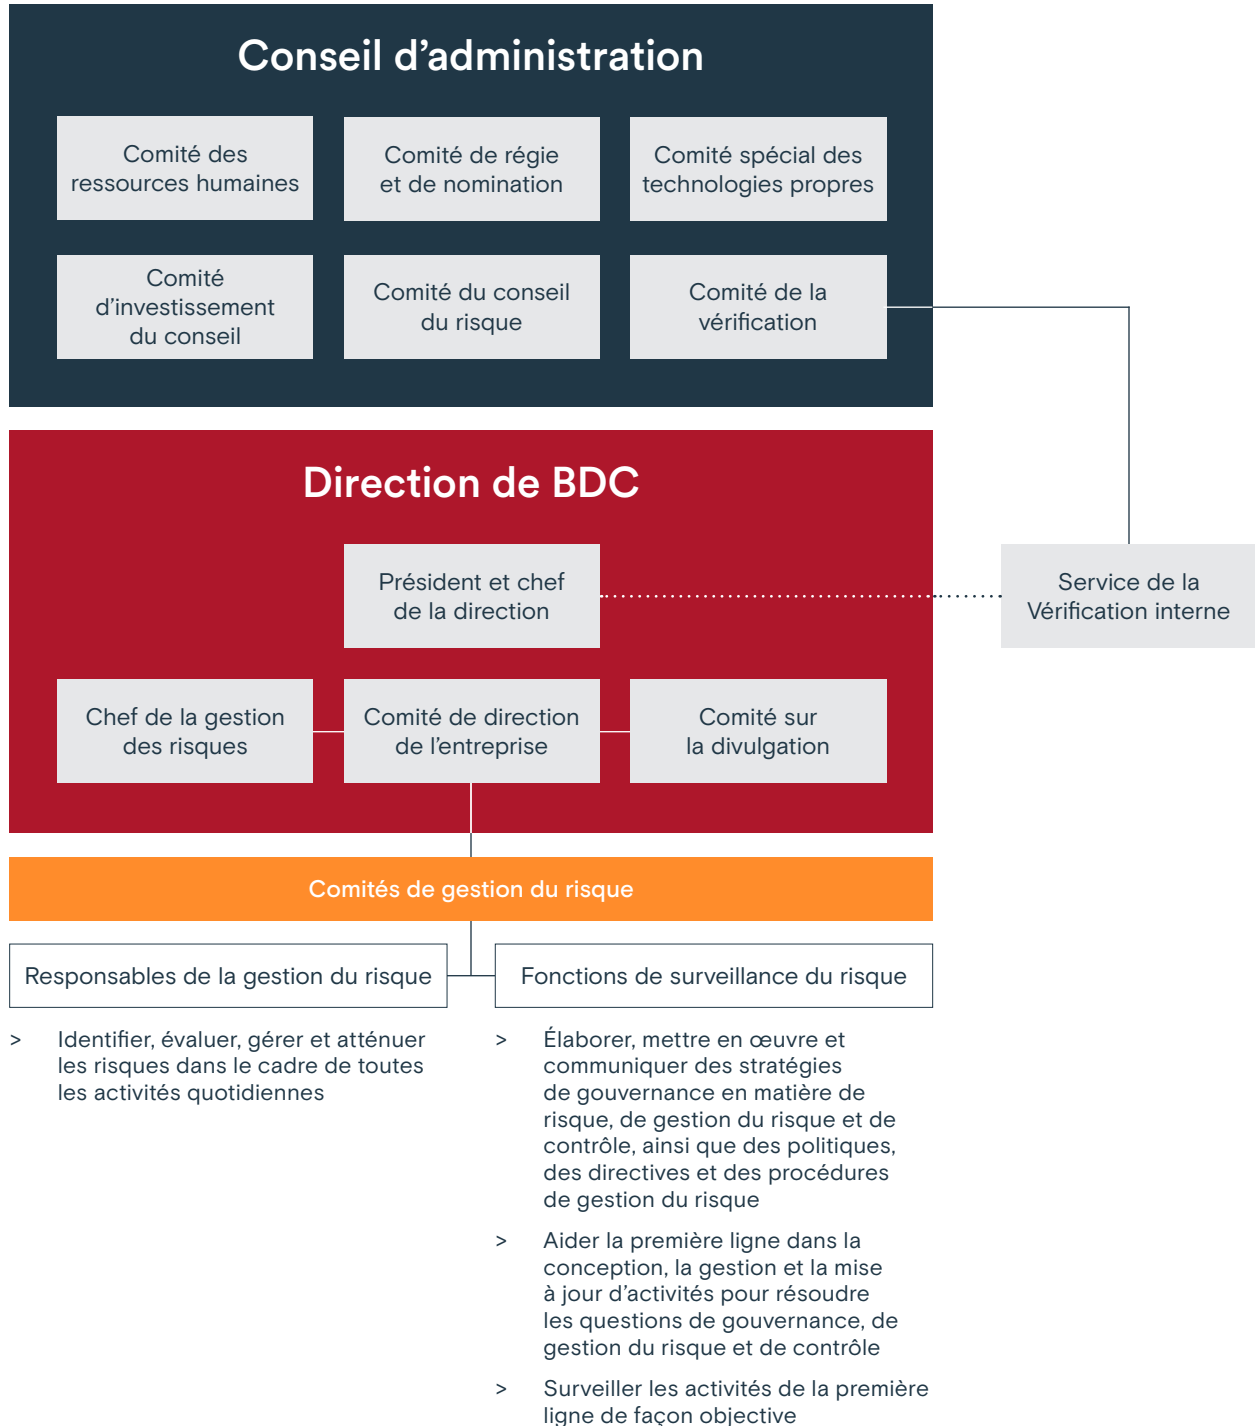 Conseil d'administration
Comité des
ressources humaines
Comité de régie
et de nomination
Comité spécial des
technologies propres
Comité
d'investissement
du conseil
Comité du conseil
du risque
Comité de la
vérification
Direction de BDC
Président et chef
de la direction
Service de la
Vérification interne
Chef de la gestion
des risques
Comité de direction
de l'entreprise
Comité sur
la divulgation
Comités de gestion du risque
Responsables de la gestion du risque
> Identifier, évaluer, gérer et atténuer
les risques dans le cadre de toutes
les activités quotidiennes
Fonctions de surveillance du risque
> Élaborer, mettre en œuvre et
communiquer des stratégies
de gouvernance en matière de
risque, de gestion du risque et de
contrôle, ainsi que des politiques,
des directives et des procédures
de gestion du risque
> Aider la première ligne dans la
conception, la gestion et la mise
à jour d'activités pour résoudre
les questions de gouvernance, de
gestion du risque et de contrôle
> Surveiller les activités de la première
ligne de façon objective